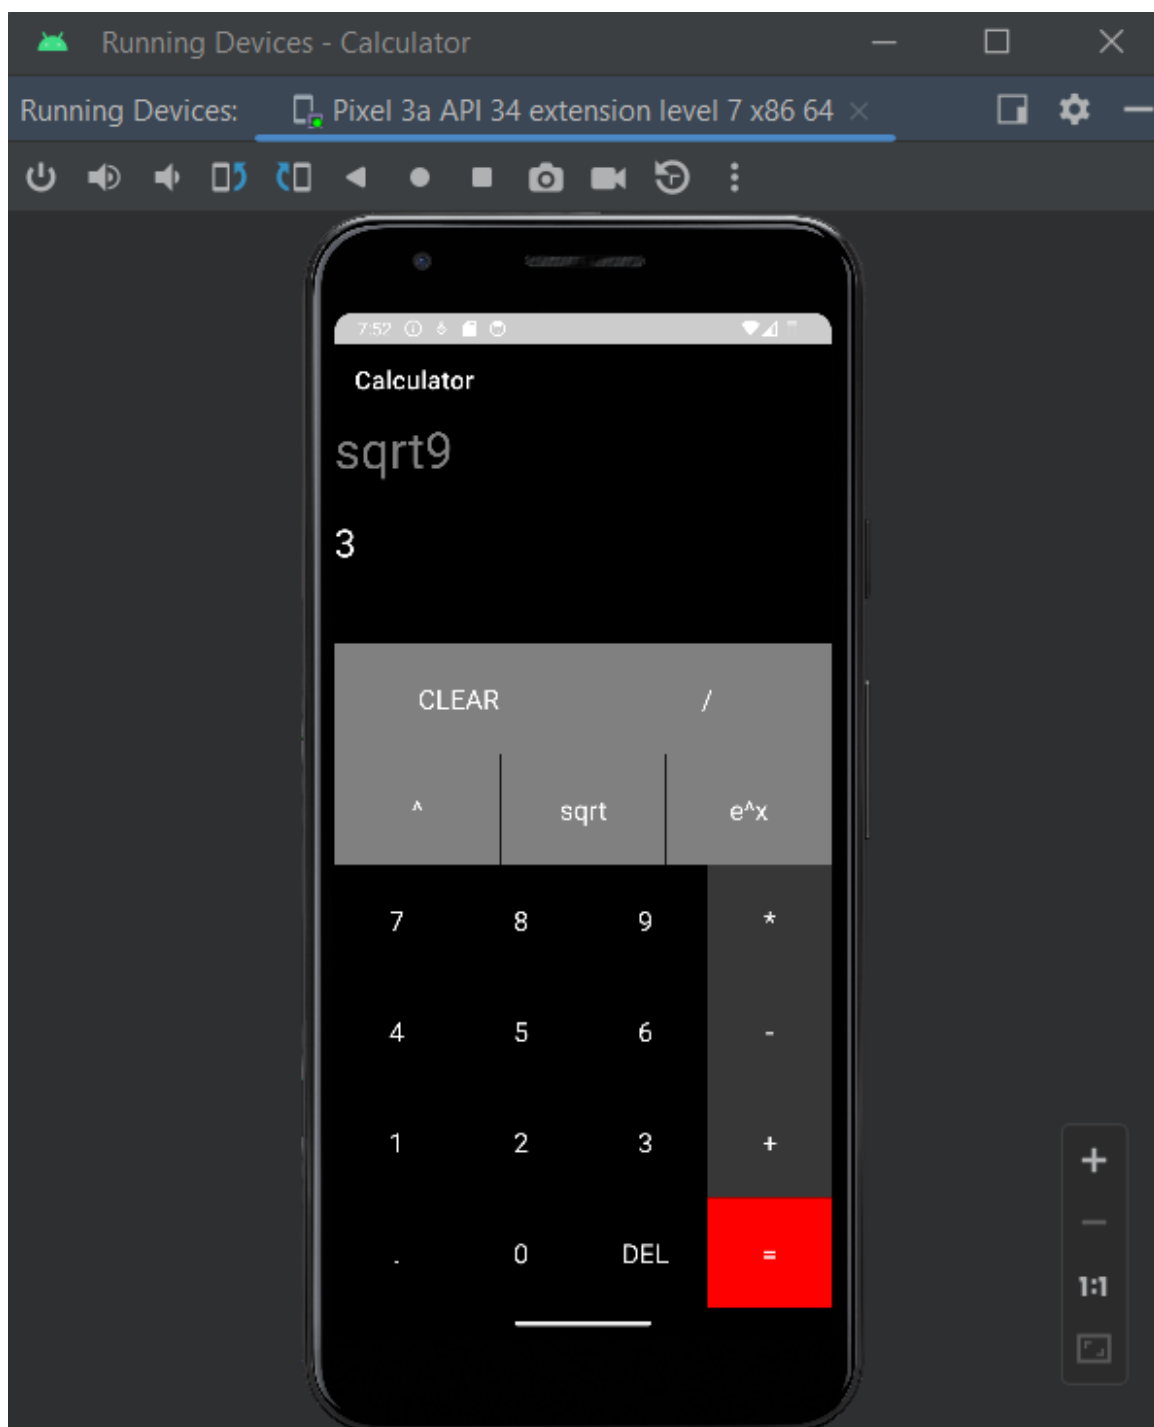 Running Devices - Calculator
Running Devices: Pixel 3a API 34 extension level 7 x86 64
7:52
Calculator
sqrt9
3
CLEAR /
^ sqrt e^x
7 8 9 *
4 5 6 -
1 2 3 +
. 0 DEL =
1:1